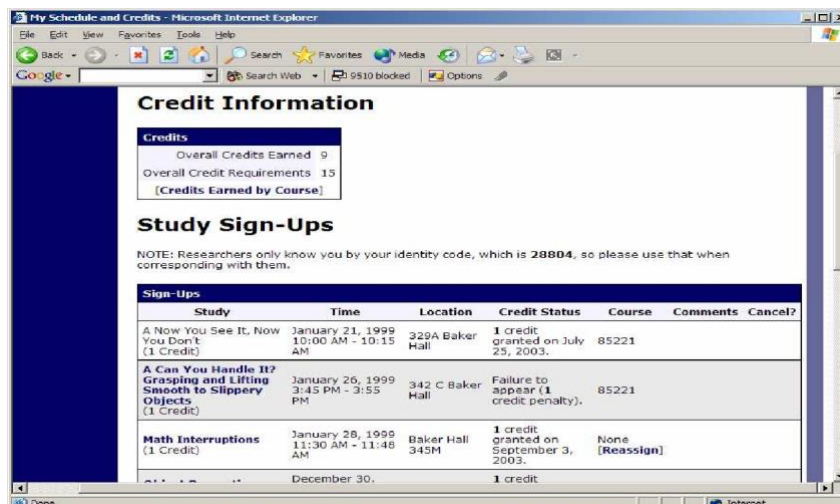 My Schedule and Credits - Microsoft Internet Explorer
File Edit View Favorites Tools Help
Back Search Favorites Media
Google Search Web 9510 blocked Options
Credit Information
Credits
Overall Credits Earned 9
Overall Credit Requirements 15
[Credits Earned by Course]
Study Sign-Ups
NOTE: Researchers only know you by your identity code, which is 28804, so please use that when
corresponding with them.
Sign-Ups
Study Time Location Credit Status Course Comments Cancel?
A Now You See It, Now
You Don't
(1 Credit)
January 21, 1999
10:00 AM - 10:15
AM
329A Baker
Hall
1 credit
granted on July
25, 2003.
85221
A Can You Handle It?
Grasping and Lifting
Smooth to Slippery
Objects
(1 Credit)
January 26, 1999
3:45 PM - 3:55
PM
342 C Baker
Hall
Failure to
appear (1
credit penalty).
85221
Math Interruptions
(1 Credit)
January 28, 1999
11:30 AM - 11:48
AM
Baker Hall
345M
1 credit
granted on
September 3,
2003.
None
[Reassign]
December 30,
1 credit
Done Internet